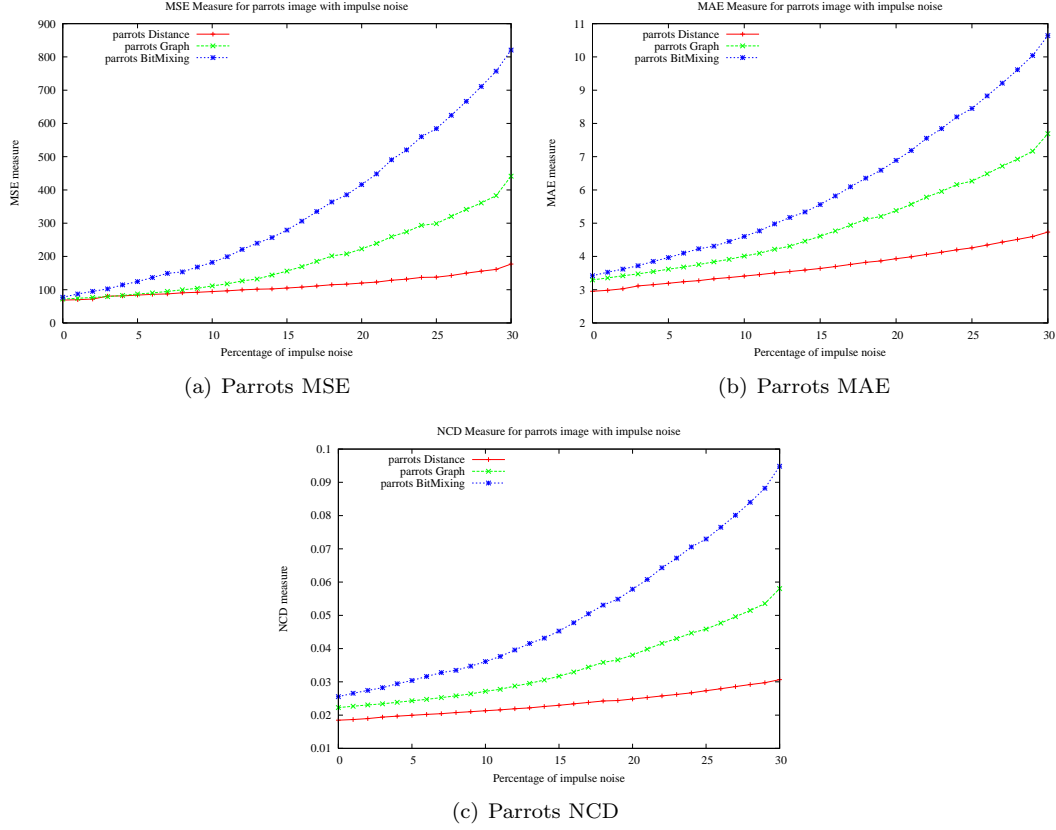 MSE Measure for parrots image with impulse noise
900
800
700
600
500
400
300
200
100
0
MSE measure
parrots Distance
parrots Graph
parrots BitMixing
0 5 10 15 20 25 30
Percentage of impulse noise
(a) Parrots MSE
MAE Measure for parrots image with impulse noise
11
10
9
8
7
6
5
4
3
2
MAE measure
parrots Distance
parrots Graph
parrots BitMixing
0 5 10 15 20 25 30
Percentage of impulse noise
(b) Parrots MAE
NCD Measure for parrots image with impulse noise
0.1
0.09
0.08
0.07
0.06
0.05
0.04
0.03
0.02
0.01
NCD measure
parrots Distance
parrots Graph
parrots BitMixing
0 5 10 15 20 25 30
Percentage of impulse noise
(c) Parrots NCD